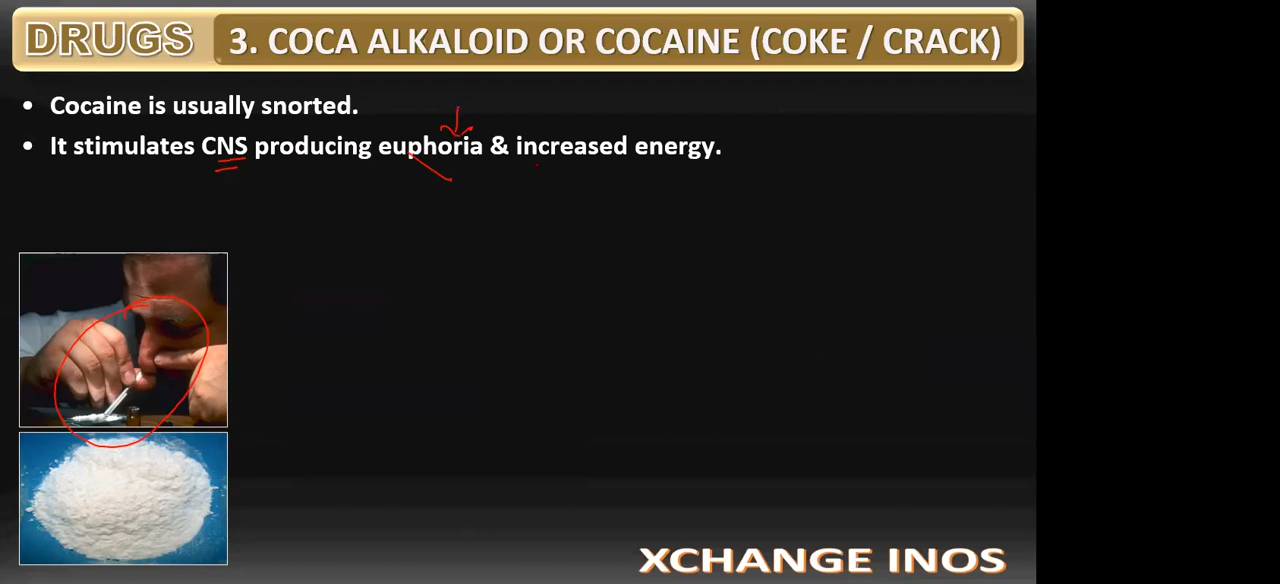 DRUGS 3. COCA ALKALOID OR COCAINE (COKE / CRACK)
• Cocaine is usually snorted.
• It stimulates CNS producing euphoria & increased energy.
XCHANGE INOS